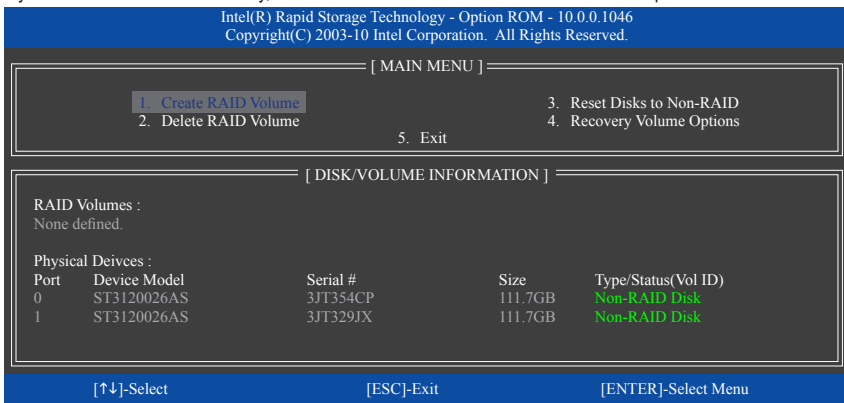 Intel(R) Rapid Storage Technology - Option ROM - 10.0.0.1046
Copyright(C) 2003-10 Intel Corporation. All Rights Reserved.
[ MAIN MENU ]
1. Create RAID Volume 3. Reset Disks to Non-RAID
2. Delete RAID Volume 4. Recovery Volume Options
5. Exit
[ DISK/VOLUME INFORMATION ]
RAID Volumes :
None defined.
Physical Deivces :
Port Device Model Serial # Size Type/Status(Vol ID)
0 ST3120026AS 3JT354CP 111.7GB Non-RAID Disk
1 ST3120026AS 3JT329JX 111.7GB Non-RAID Disk
[↑↓]-Select [ESC]-Exit [ENTER]-Select Menu